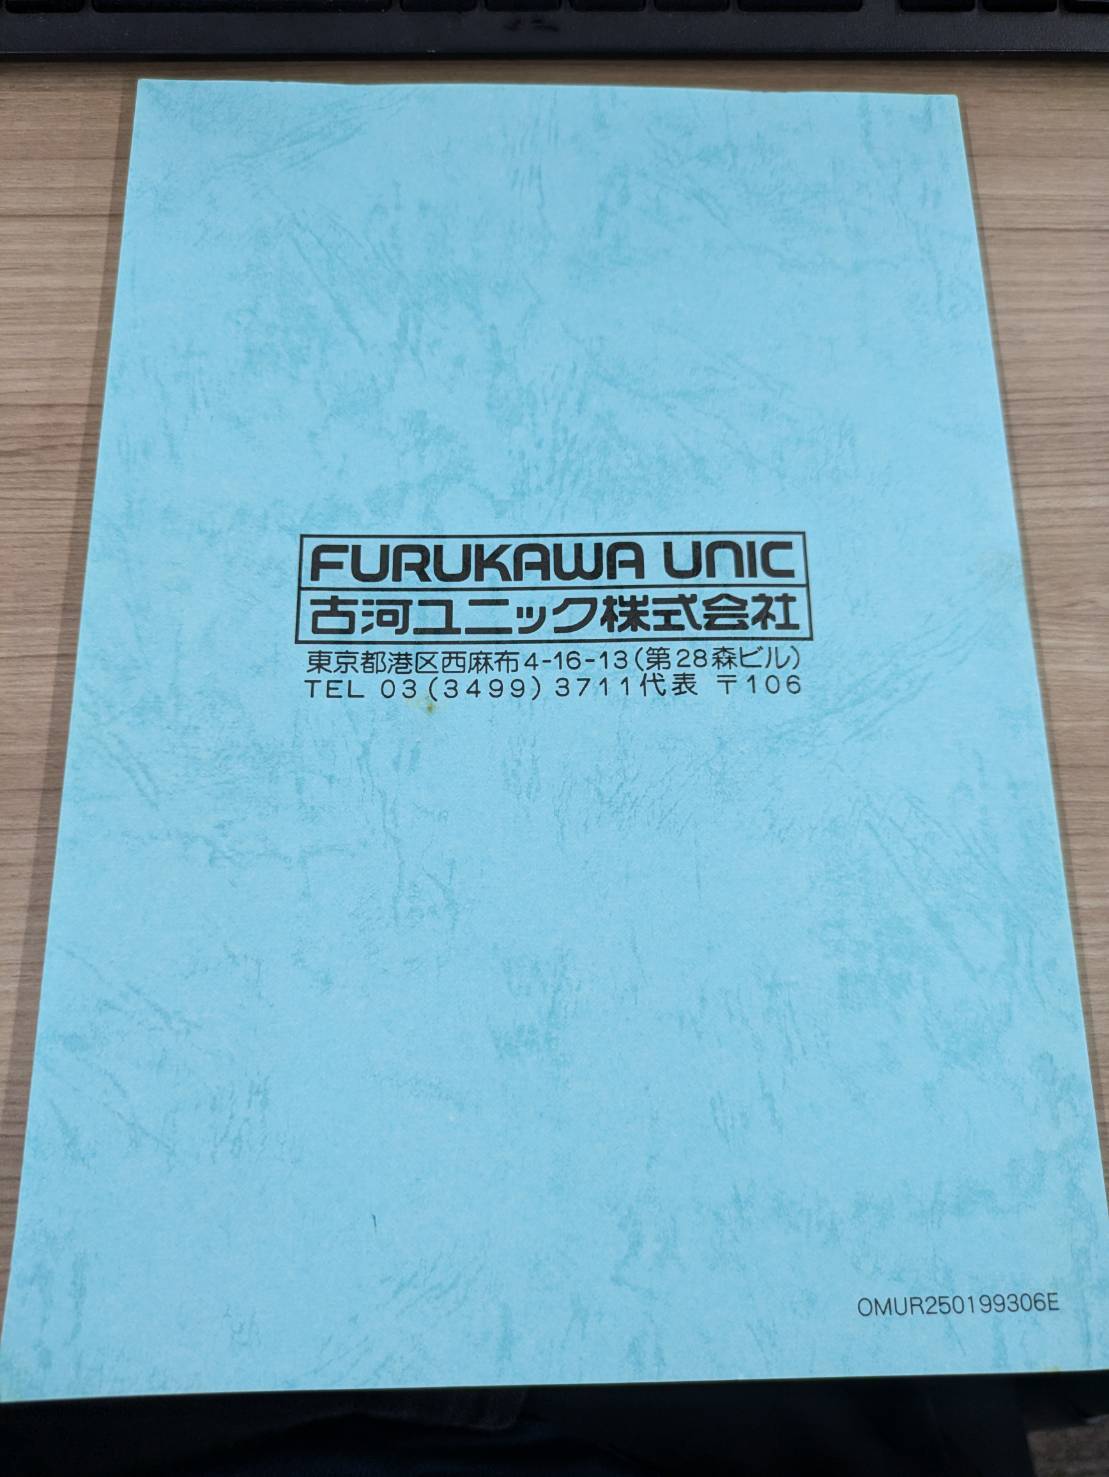 FURUKAWA UNIC
古河ユニック株式会社
東京都港区西麻布4-16-13(第28森ビル)
TEL 03(3499)3711代表 〒106
OMUR250199306E